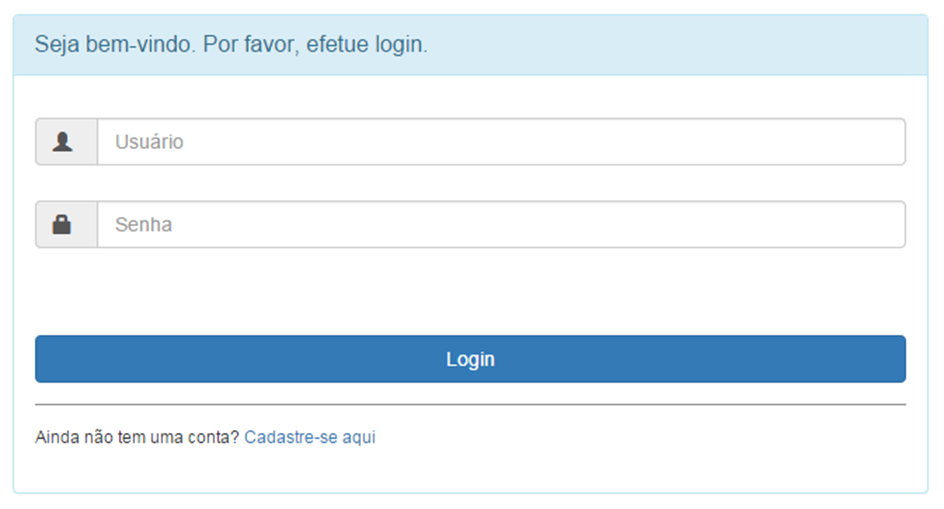 Seja bem-vindo. Por favor, efetue login.
Usuário
Senha
Login
Ainda não tem uma conta? Cadastre-se aqui